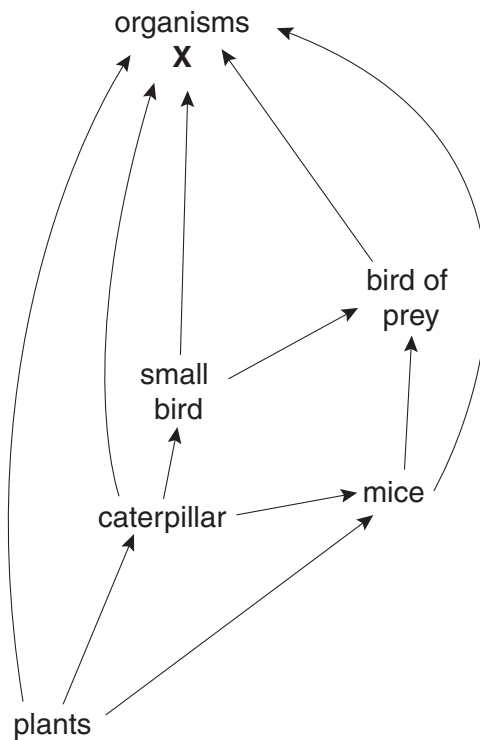 organisms
X
bird of
prey
small
bird
mice
caterpillar
plants